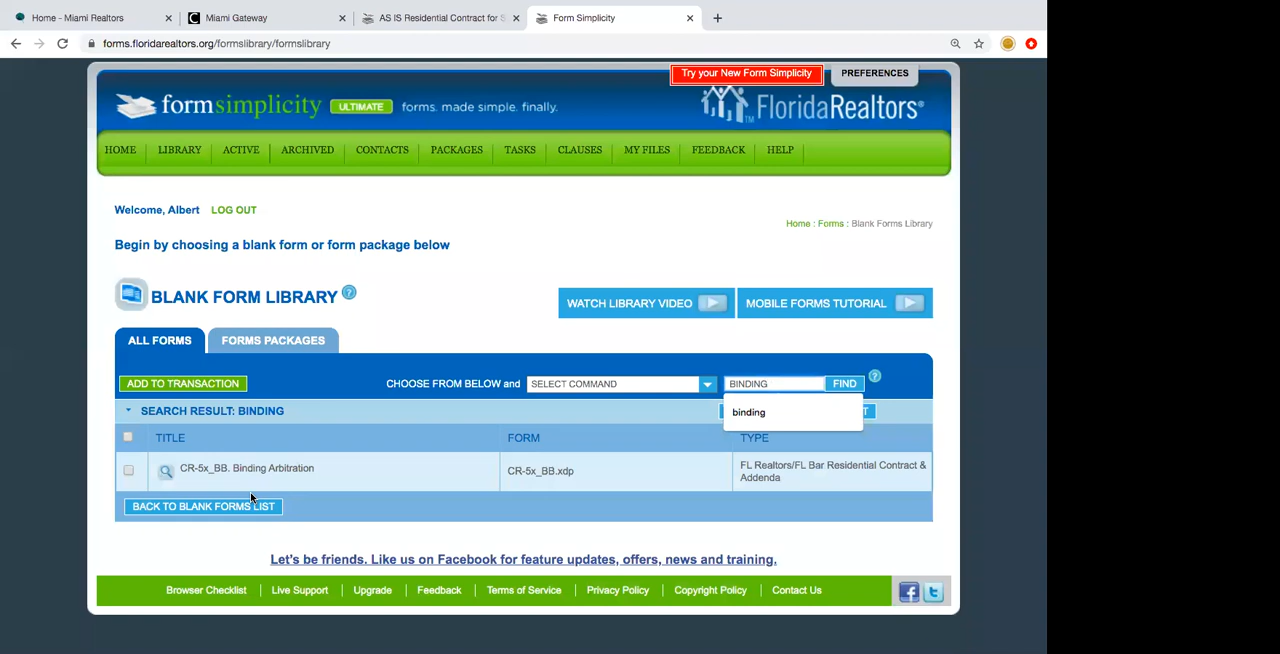 Home - Miami Realtors
Miami Gateway
AS IS Residential Contract for S
Form Simplicity
forms.floridarealtors.org/formslibrary/formslibrary
Try your New Form Simplicity
PREFERENCES
formsimplicity ULTIMATE forms. made simple. finally.
FloridaRealtors
HOME LIBRARY ACTIVE ARCHIVED CONTACTS PACKAGES TASKS CLAUSES MY FILES FEEDBACK HELP
Welcome, Albert LOG OUT
Home : Forms : Blank Forms Library
Begin by choosing a blank form or form package below
BLANK FORM LIBRARY ?
WATCH LIBRARY VIDEO
MOBILE FORMS TUTORIAL
ALL FORMS FORMS PACKAGES
ADD TO TRANSACTION CHOOSE FROM BELOW and SELECT COMMAND BINDING FIND ?
SEARCH RESULT: BINDING
binding
TITLE FORM TYPE
CR-5x_BB. Binding Arbitration CR-5x_BB.xdp FL Realtors/FL Bar Residential Contract &
Addenda
BACK TO BLANK FORMS LIST
Let's be friends. Like us on Facebook for feature updates, offers, news and training.
Browser Checklist Live Support Upgrade Feedback Terms of Service Privacy Policy Copyright Policy Contact Us